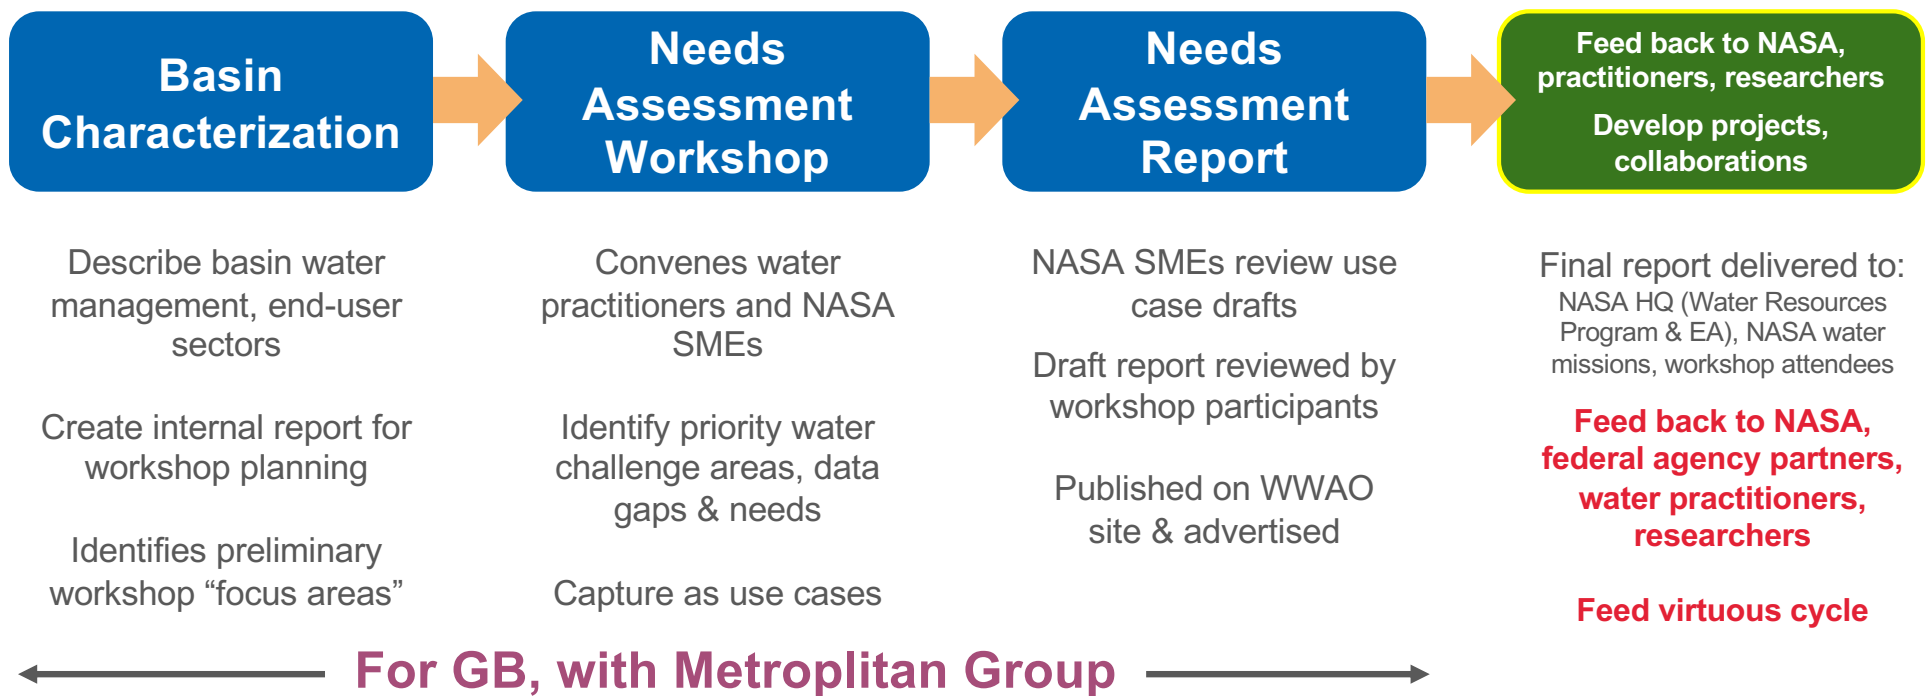 Basin
Characterization
Needs
Assessment
Workshop
Needs
Assessment
Report
Feed back to NASA,
practitioners, researchers
Develop projects,
collaborations
Describe basin water
management, end-user
sectors
Create internal report for
workshop planning
Identifies preliminary
workshop “focus areas”
Convenes water
practitioners and NASA
SMEs
Identify priority water
challenge areas, data
gaps & needs
Capture as use cases
NASA SMEs review use
case drafts
Draft report reviewed by
workshop participants
Published on WWAO
site & advertised
Final report delivered to:
NASA HQ (Water Resources
Program & EA), NASA water
missions, workshop attendees
Feed back to NASA,
federal agency partners,
water practitioners,
researchers
Feed virtuous cycle
For GB, with Metroplitan Group